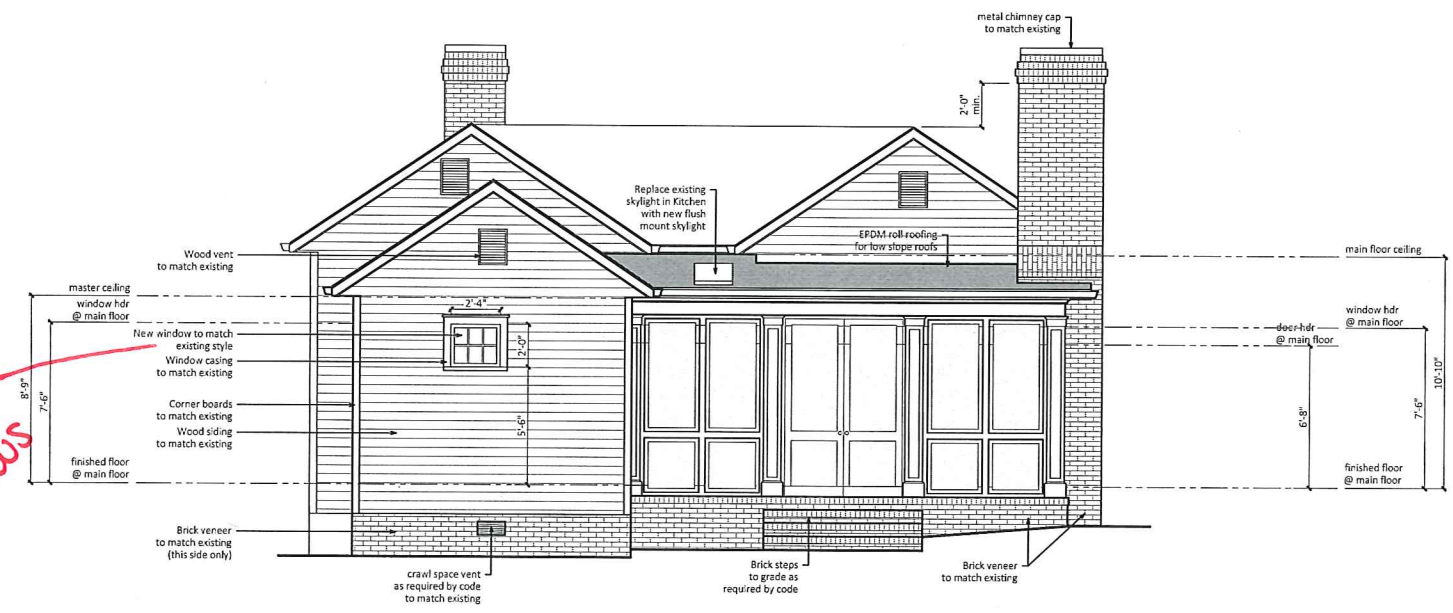 metal chimney cap
to match existing
2'-0"
min.
Replace existing
skylight in Kitchen
with new flush
mount skylight
EPDM roll roofing
for low slope roofs
Wood vent
to match existing
main floor ceiling
master ceiling
window hdr
@ main floor
2'-4"
window hdr
@ main floor
door hdr
@ main floor
New window to match
existing style
2'-0"
Window casing
to match existing
8'-9"
7'-6"
10'-10"
Corner boards
to match existing
5'-6"
6'-8"
7'-6"
Wood siding
to match existing
finished floor
@ main floor
finished floor
@ main floor
Brick veneer
to match existing
(this side only)
crawl space vent
as required by code
to match existing
Brick steps
to grade as
required by code
Brick veneer
to match existing